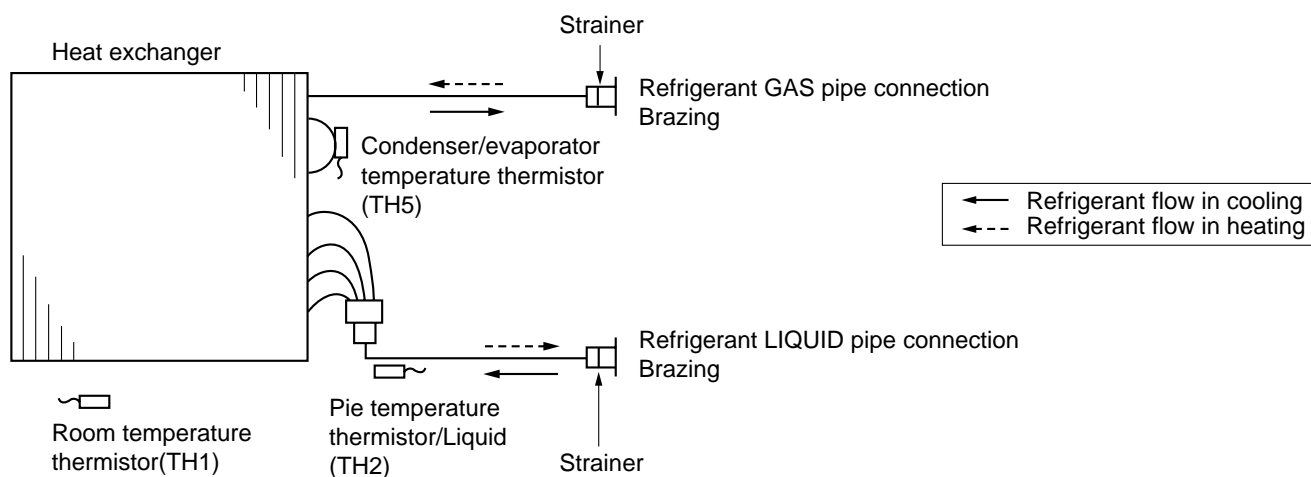 Strainer
Heat exchanger
Refrigerant GAS pipe connection
Brazing
Condenser/evaporator
temperature thermistor
(TH5)
Refrigerant flow in cooling
Refrigerant flow in heating
Refrigerant LIQUID pipe connection
Brazing
Room temperature
thermistor(TH1)
Pie temperature
thermistor/Liquid
(TH2)
Strainer